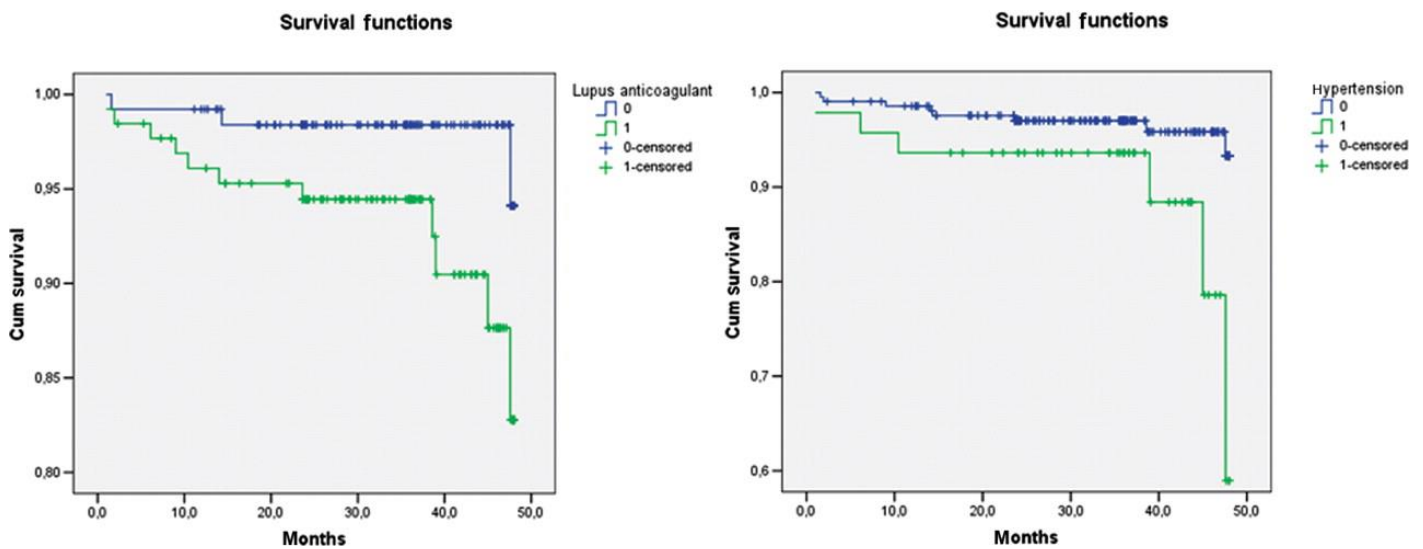 Survival functions
Cum survival
1,00
0,95
0,90
0,85
0,80
0,0 10,0 20,0 30,0 40,0 50,0
Months
Lupus anticoagulant
0
1
0-censored
1-censored
Survival functions
Cum survival
1,0
0,9
0,8
0,7
0,6
0,0 10,0 20,0 30,0 40,0 50,0
Months
Hypertension
0
1
0-censored
1-censored